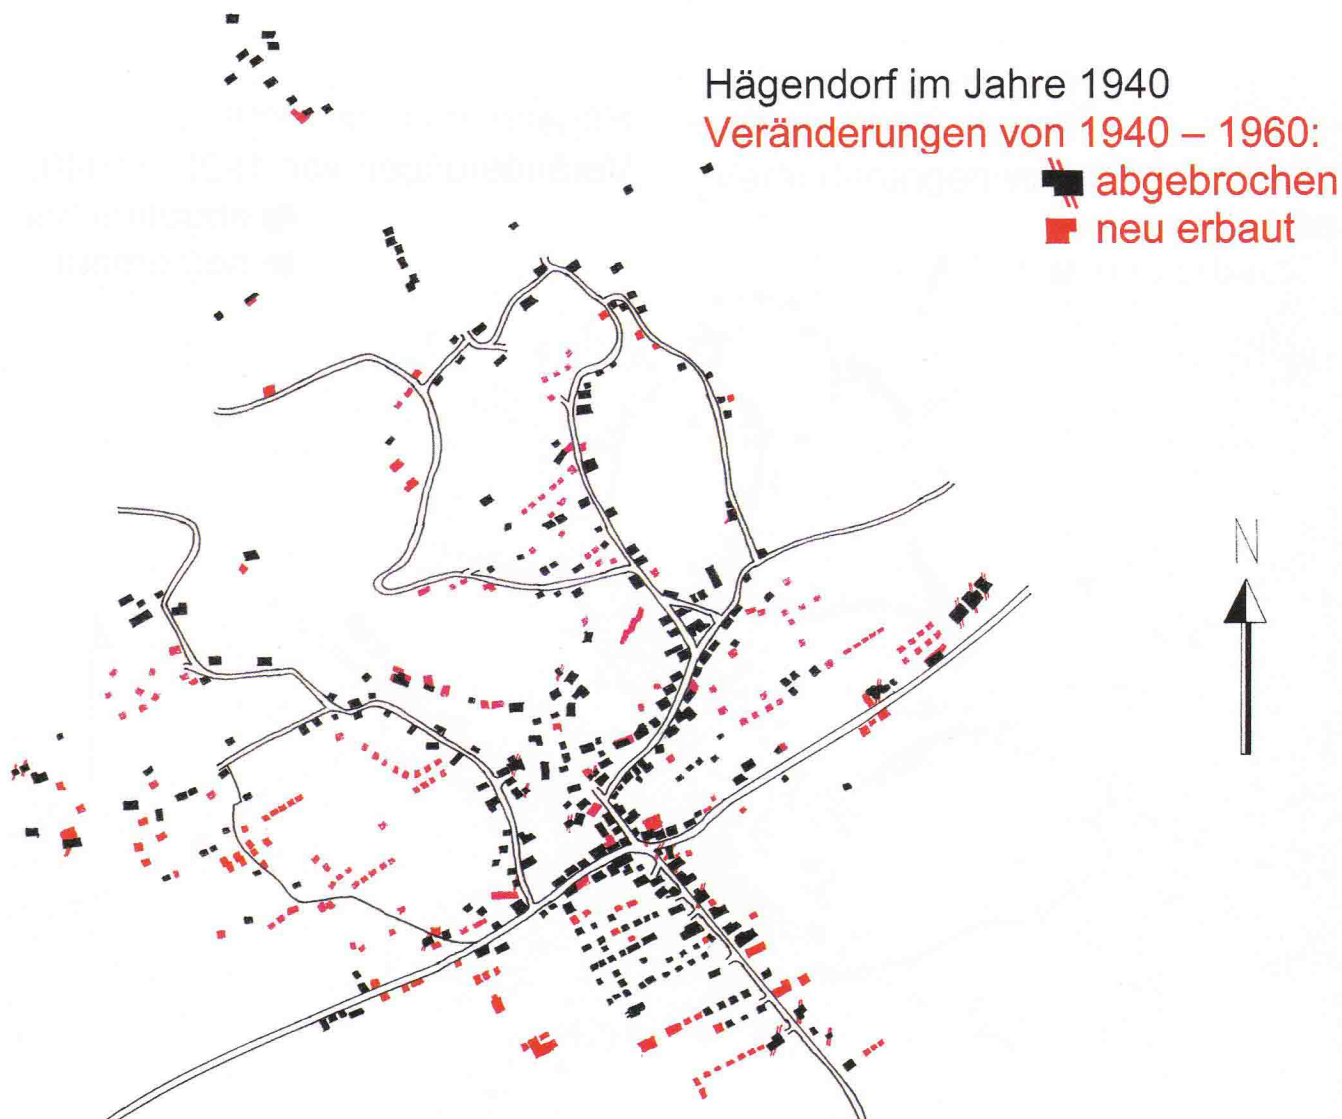 Hägendorf im Jahre 1940
Veränderungen von 1940 – 1960:
abgebrochen
neu erbaut
N